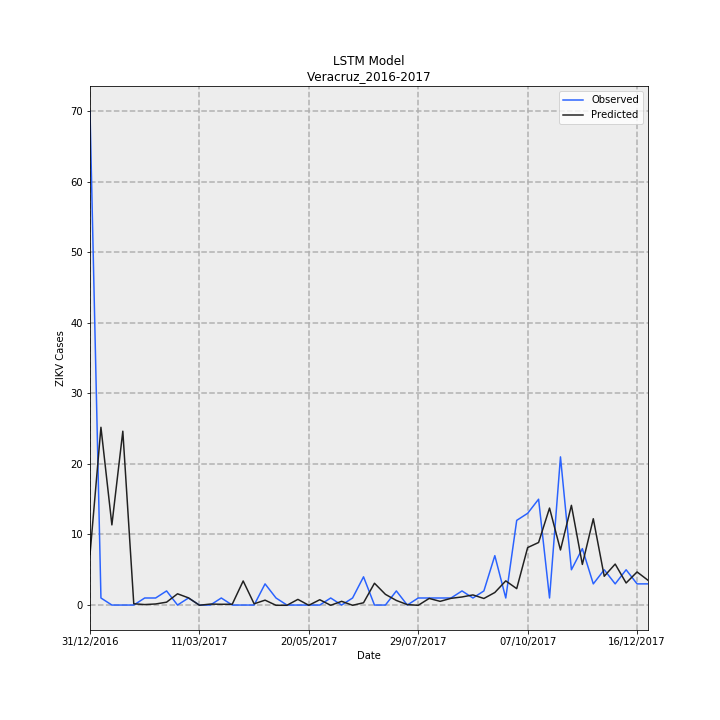 LSTM Model
Veracruz_2016-2017
Observed
Predicted
70
60
50
40
30
20
10
0
ZIKV Cases
31/12/2016 11/03/2017 20/05/2017 29/07/2017 07/10/2017 16/12/2017
Date